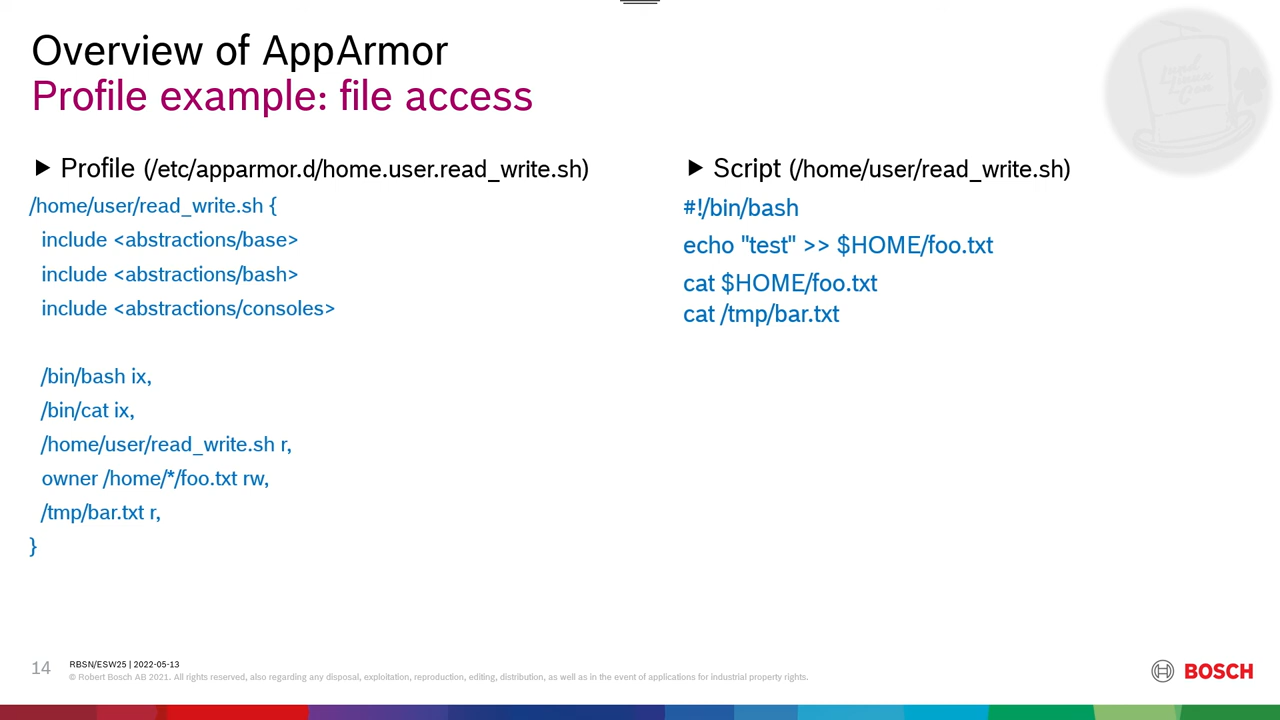 Overview of AppArmor
Profile example: file access
Profile (/etc/apparmor.d/home.user.read_write.sh)
/home/user/read_write.sh {
include <abstractions/base>
include <abstractions/bash>
include <abstractions/consoles>
/bin/bash ix,
/bin/cat ix,
/home/user/read_write.sh r,
owner /home/*/foo.txt rw,
/tmp/bar.txt r,
}
Script (/home/user/read_write.sh)
#!/bin/bash
echo "test" >> $HOME/foo.txt
cat $HOME/foo.txt
cat /tmp/bar.txt
14
RBSN/ESW25 | 2022-05-13
© Robert Bosch AB 2021. All rights reserved, also regarding any disposal, exploitation, reproduction, editing, distribution, as well as in the event of applications for industrial property rights.
BOSCH